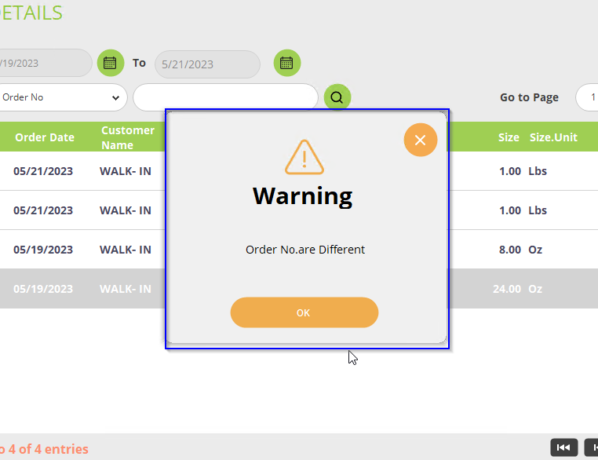 DETAILS
/19/2023 To 5/21/2023
Order No Go to Page 1
Order Date Customer Name Size Size.Unit
05/21/2023 WALK- IN 1.00 Lbs
05/21/2023 WALK- IN 1.00 Lbs
05/19/2023 WALK- IN 8.00 Oz
05/19/2023 WALK- IN 24.00 Oz
Warning
Order No.are Different
OK
o 4 of 4 entries